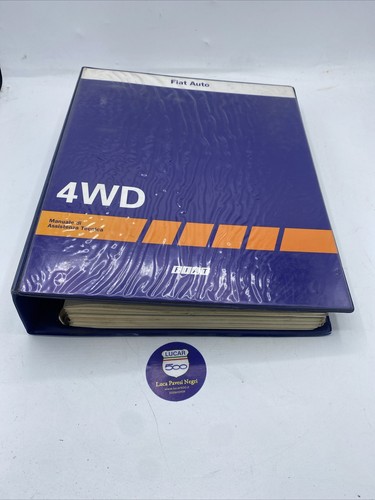 Fiat Auto
4WD
Manuale di
Assistenza Tecnica
FIAT
LUCAR
500
Luca Pavesi Negri